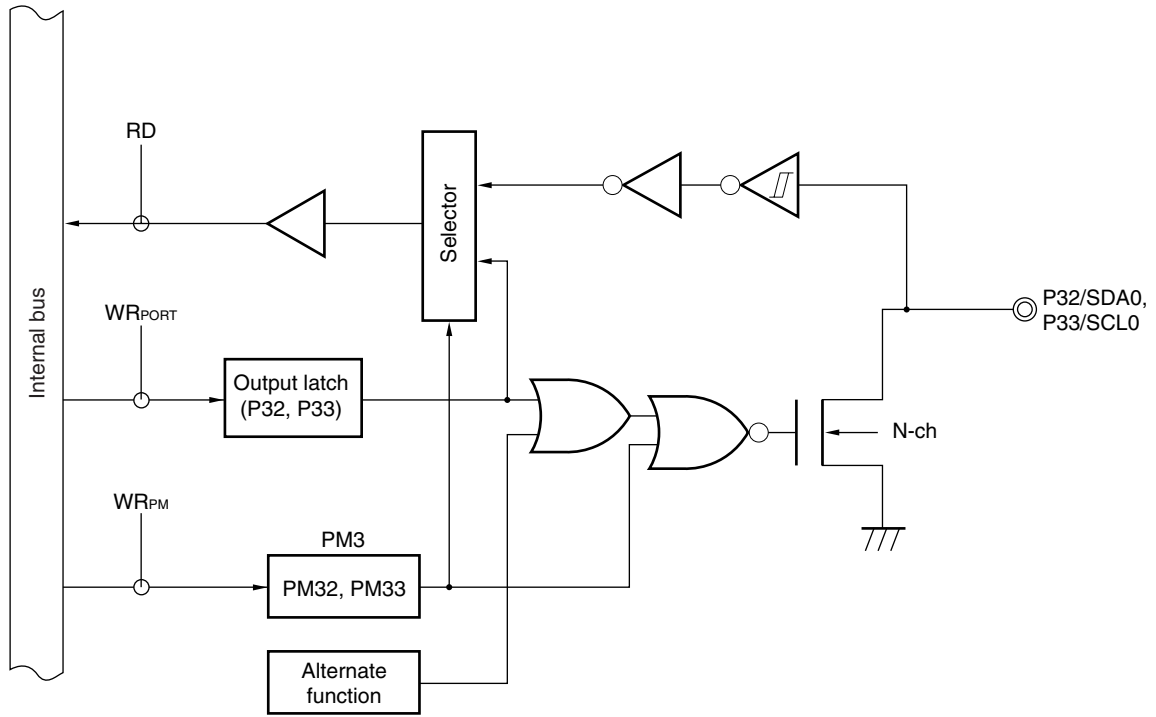 RD
Selector
Internal bus
P32/SDA0,
P33/SCL0
WRPORT
Output latch
(P32, P33)
N-ch
WRPM
PM3
PM32, PM33
Alternate
function